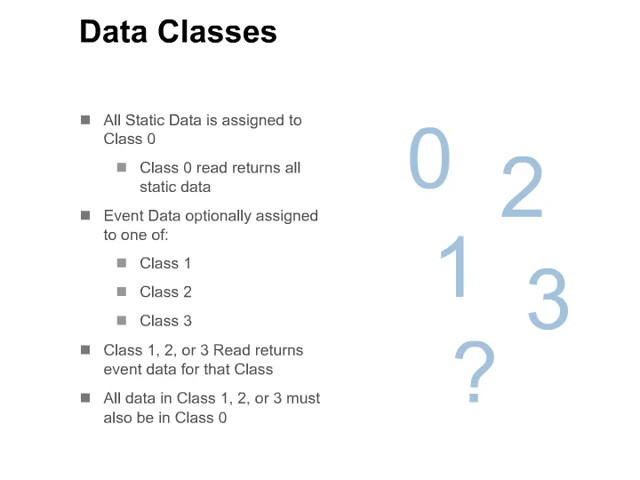 Data Classes
All Static Data is assigned to
Class 0
Class 0 read returns all
static data
Event Data optionally assigned
to one of:
Class 1
Class 2
Class 3
Class 1, 2, or 3 Read returns
event data for that Class
All data in Class 1, 2, or 3 must
also be in Class 0
0
2
1
3
?